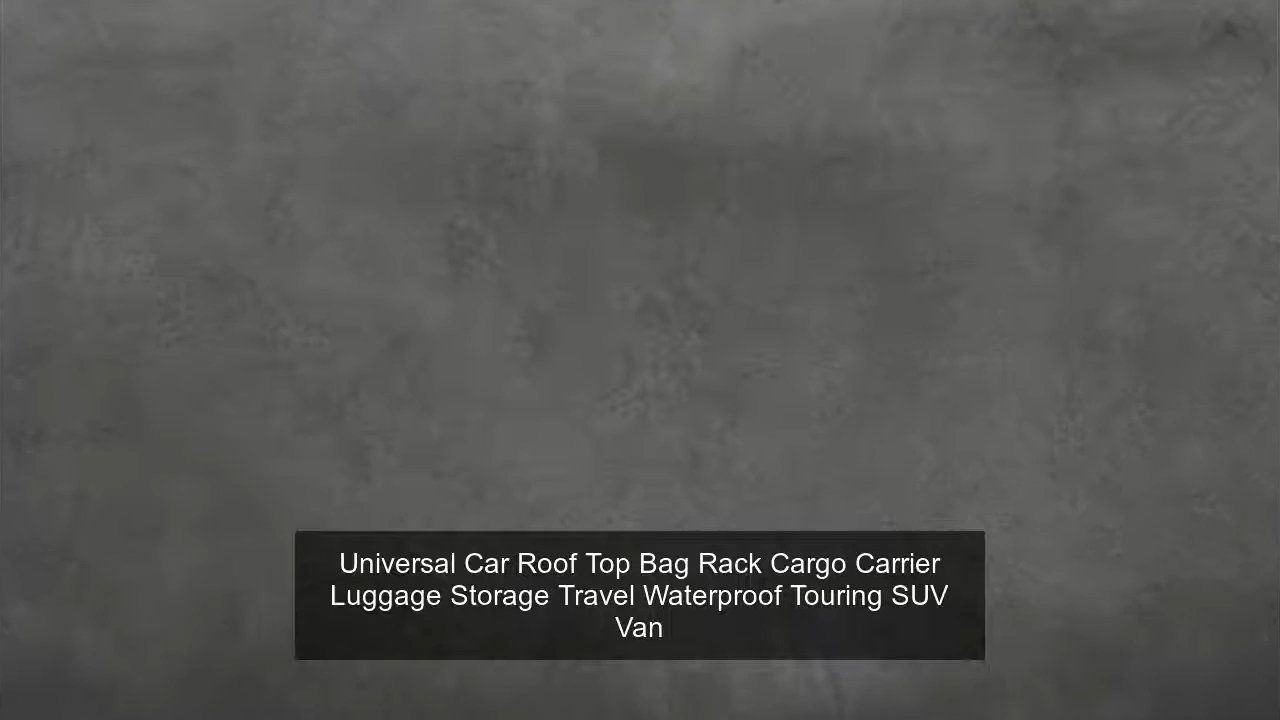 Universal Car Roof Top Bag Rack Cargo Carrier
Luggage Storage Travel Waterproof Touring SUV
Van